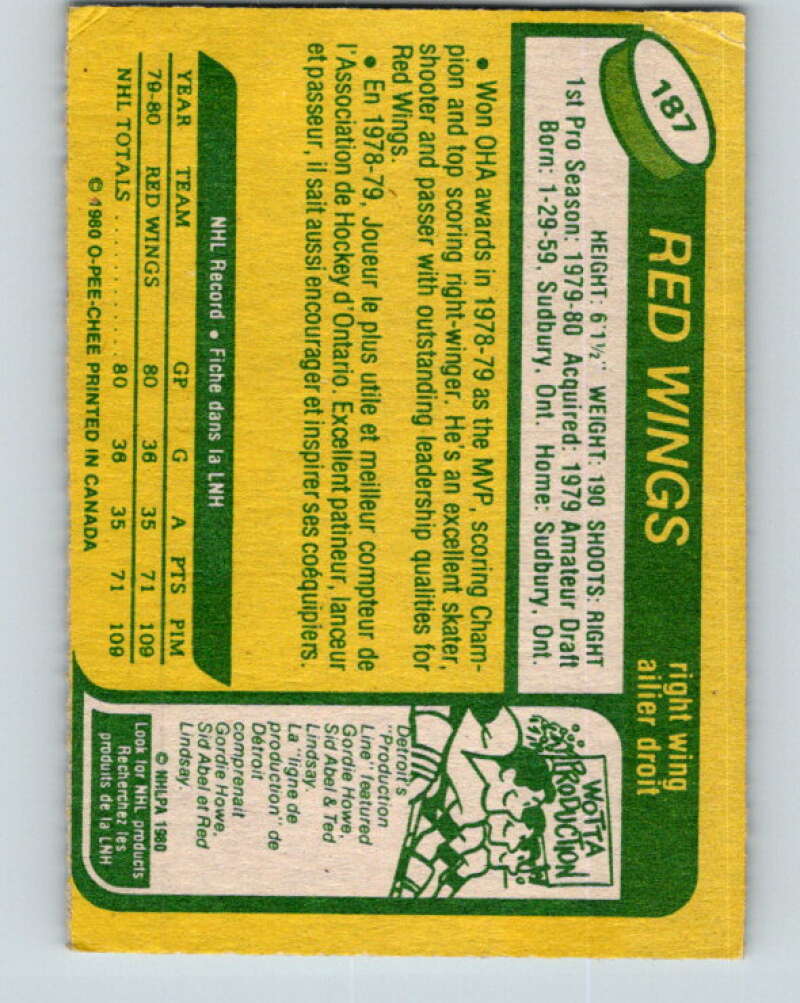 187
RED WINGS
right wing
ailier droit
HEIGHT: 6'1½" WEIGHT: 190 SHOOTS: RIGHT
1st Pro Season: 1979-80 Acquired: 1979 Amateur Draft
Born: 1-29-59, Sudbury, Ont. Home: Sudbury, Ont.
• Won OHA awards in 1978-79 as the MVP, scoring Cham-
pion and top scoring right-winger. He's an excellent skater,
shooter and passer with outstanding leadership qualities for
Red Wings.
• En 1978-79, Joueur le plus utile et meilleur compteur de
l'Association de Hockey d'Ontario. Excellent patineur, lanceur
et passeur, il sait aussi encourager et inspirer ses coéquipiers.
NHL Record • Fiche dans la LNH
YEAR TEAM GP G A PTS PIM
79-80 RED WINGS 80 36 35 71 109
NHL TOTALS .......... 80 36 35 71 109
© 1980 O-PEE-CHEE PRINTED IN CANADA
WOTTA
PRODUCTION
Detroit's
"Production
Line" featured
Gordie Howe,
Sid Abel & Ted
Lindsay.
La "ligne de
production" de
Detroit
comprenait
Gordie Howe,
Sid Abel et Red
Lindsay.
© NHLPA 1980
Look for NHL products
Recherchez les
produits de la LNH